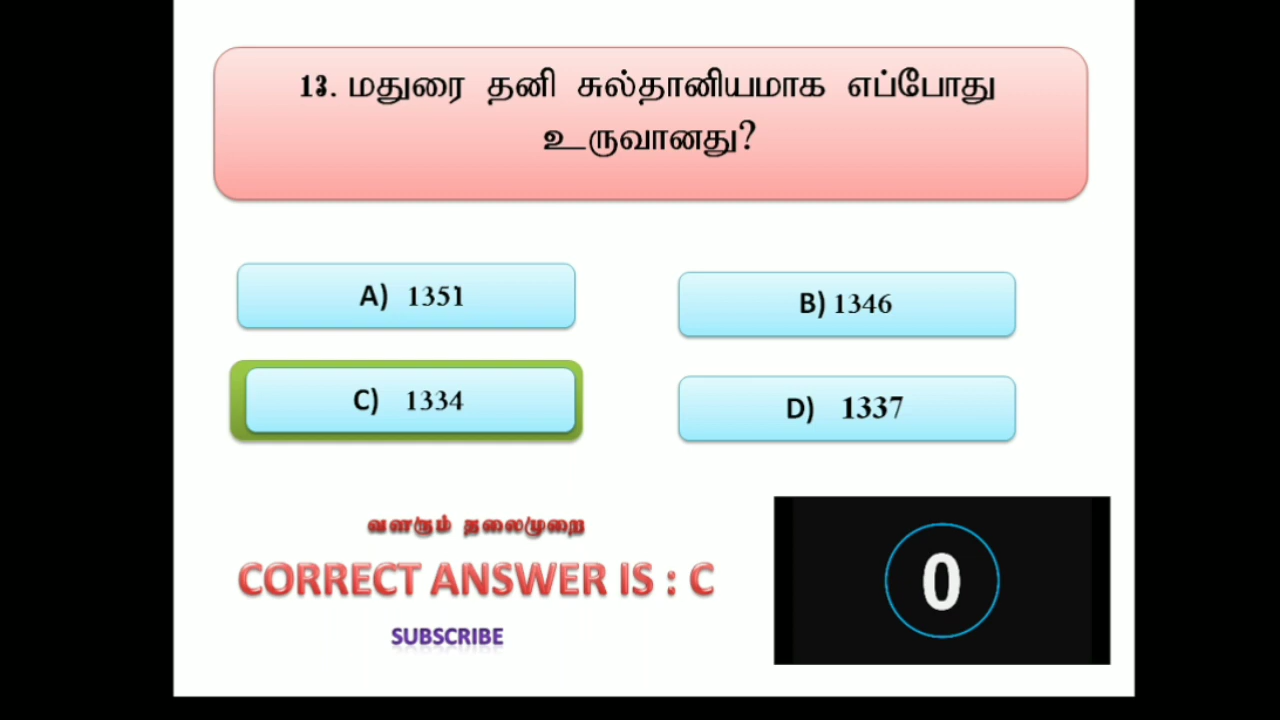 13. மதுரை தனி சுல்தானியமாக எப்போது
உருவானது?
A) 1351
B) 1346
C) 1334
D) 1337
வளரும் தலைமுறை
CORRECT ANSWER IS : C
SUBSCRIBE
0